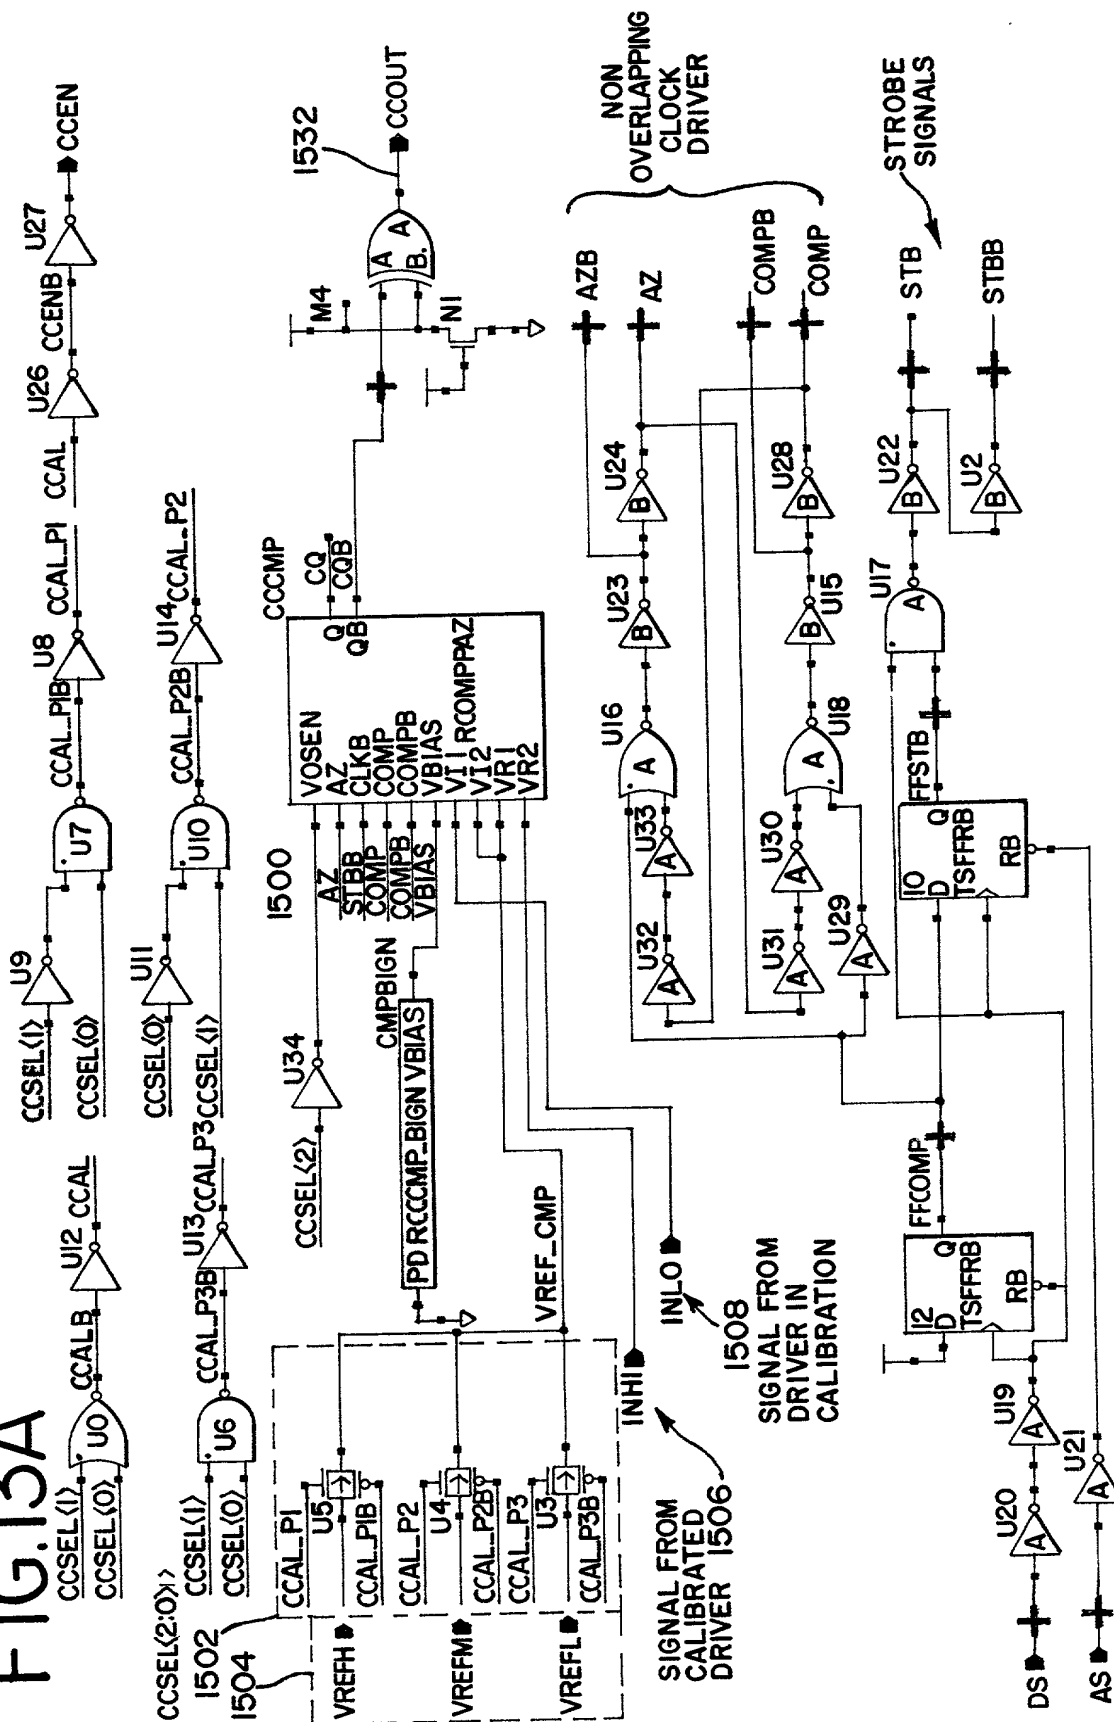 FIG.13A
CCSEL⟨1⟩
CCSEL⟨0⟩
U0
CCALB
U12
CCAL
CCSEL⟨1⟩
U9
CCSEL⟨0⟩
U7
CCAL_P1B
U8
CCAL_P1
CCAL
U26
CCENB
U27
CCEN
CCSEL⟨2:0⟩
CCSEL⟨1⟩
CCSEL⟨0⟩
U6
CCAL_P3B
U13
CCAL_P3
CCSEL⟨0⟩
U11
CCSEL⟨1⟩
U10
CCAL_P2B
U14
CCAL_P2
1502
1504
VREFH
VREFM
VREFL
CCAL_P1
U5
CCAL_P1B
CCAL_P2
U4
CCAL_P2B
CCAL_P3
U3
CCAL_P3B
CCSEL⟨2⟩
U34
PD RCCCMP_BIGN VBIAS
CMPBIGN
VREF_CMP
INHI
SIGNAL FROM
CALIBRATED
DRIVER 1506
INLO
1508
SIGNAL FROM
DRIVER IN
CALIBRATION
1500
AZ
STBB
COMP
COMPB
VBIAS
VOSEN
AZ
CLKB
COMP
COMPB
VBIAS
VI1
VI2
VR1
VR2
RCOMPPAZ
CCCMP
Q
QB
CQ
CQB
M4
N1
A
B.
A
1532
CCOUT
U32
A
U33
A
U16
A
U23
B
U24
B
AZB
AZ
U31
A
U30
A
U29
A
U18
A
U15
B
U28
B
COMPB
COMP
NON
OVERLAPPING
CLOCK
DRIVER
DS
AS
U20
A
U19
A
U21
A
12
D
Q
TSFFRB
RB
FFCOMP
10
D
Q
TSFFRB
RB
FFSTB
U17
A
U22
B
U2
B
STB
STBB
STROBE
SIGNALS